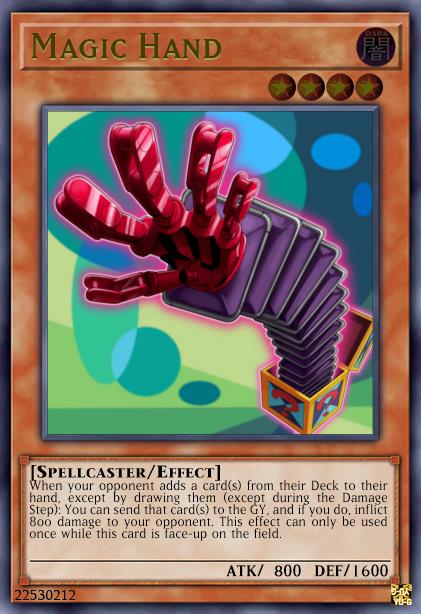 MAGIC HAND
DARK
闇
[SPELLCASTER/EFFECT]
When your opponent adds a card(s) from their Deck to their
hand, except by drawing them (except during the Damage
Step): You can send that card(s) to the GY, and if you do, inflict
800 damage to your opponent. This effect can only be used
once while this card is face-up on the field.
ATK/ 800 DEF/1600
22530212